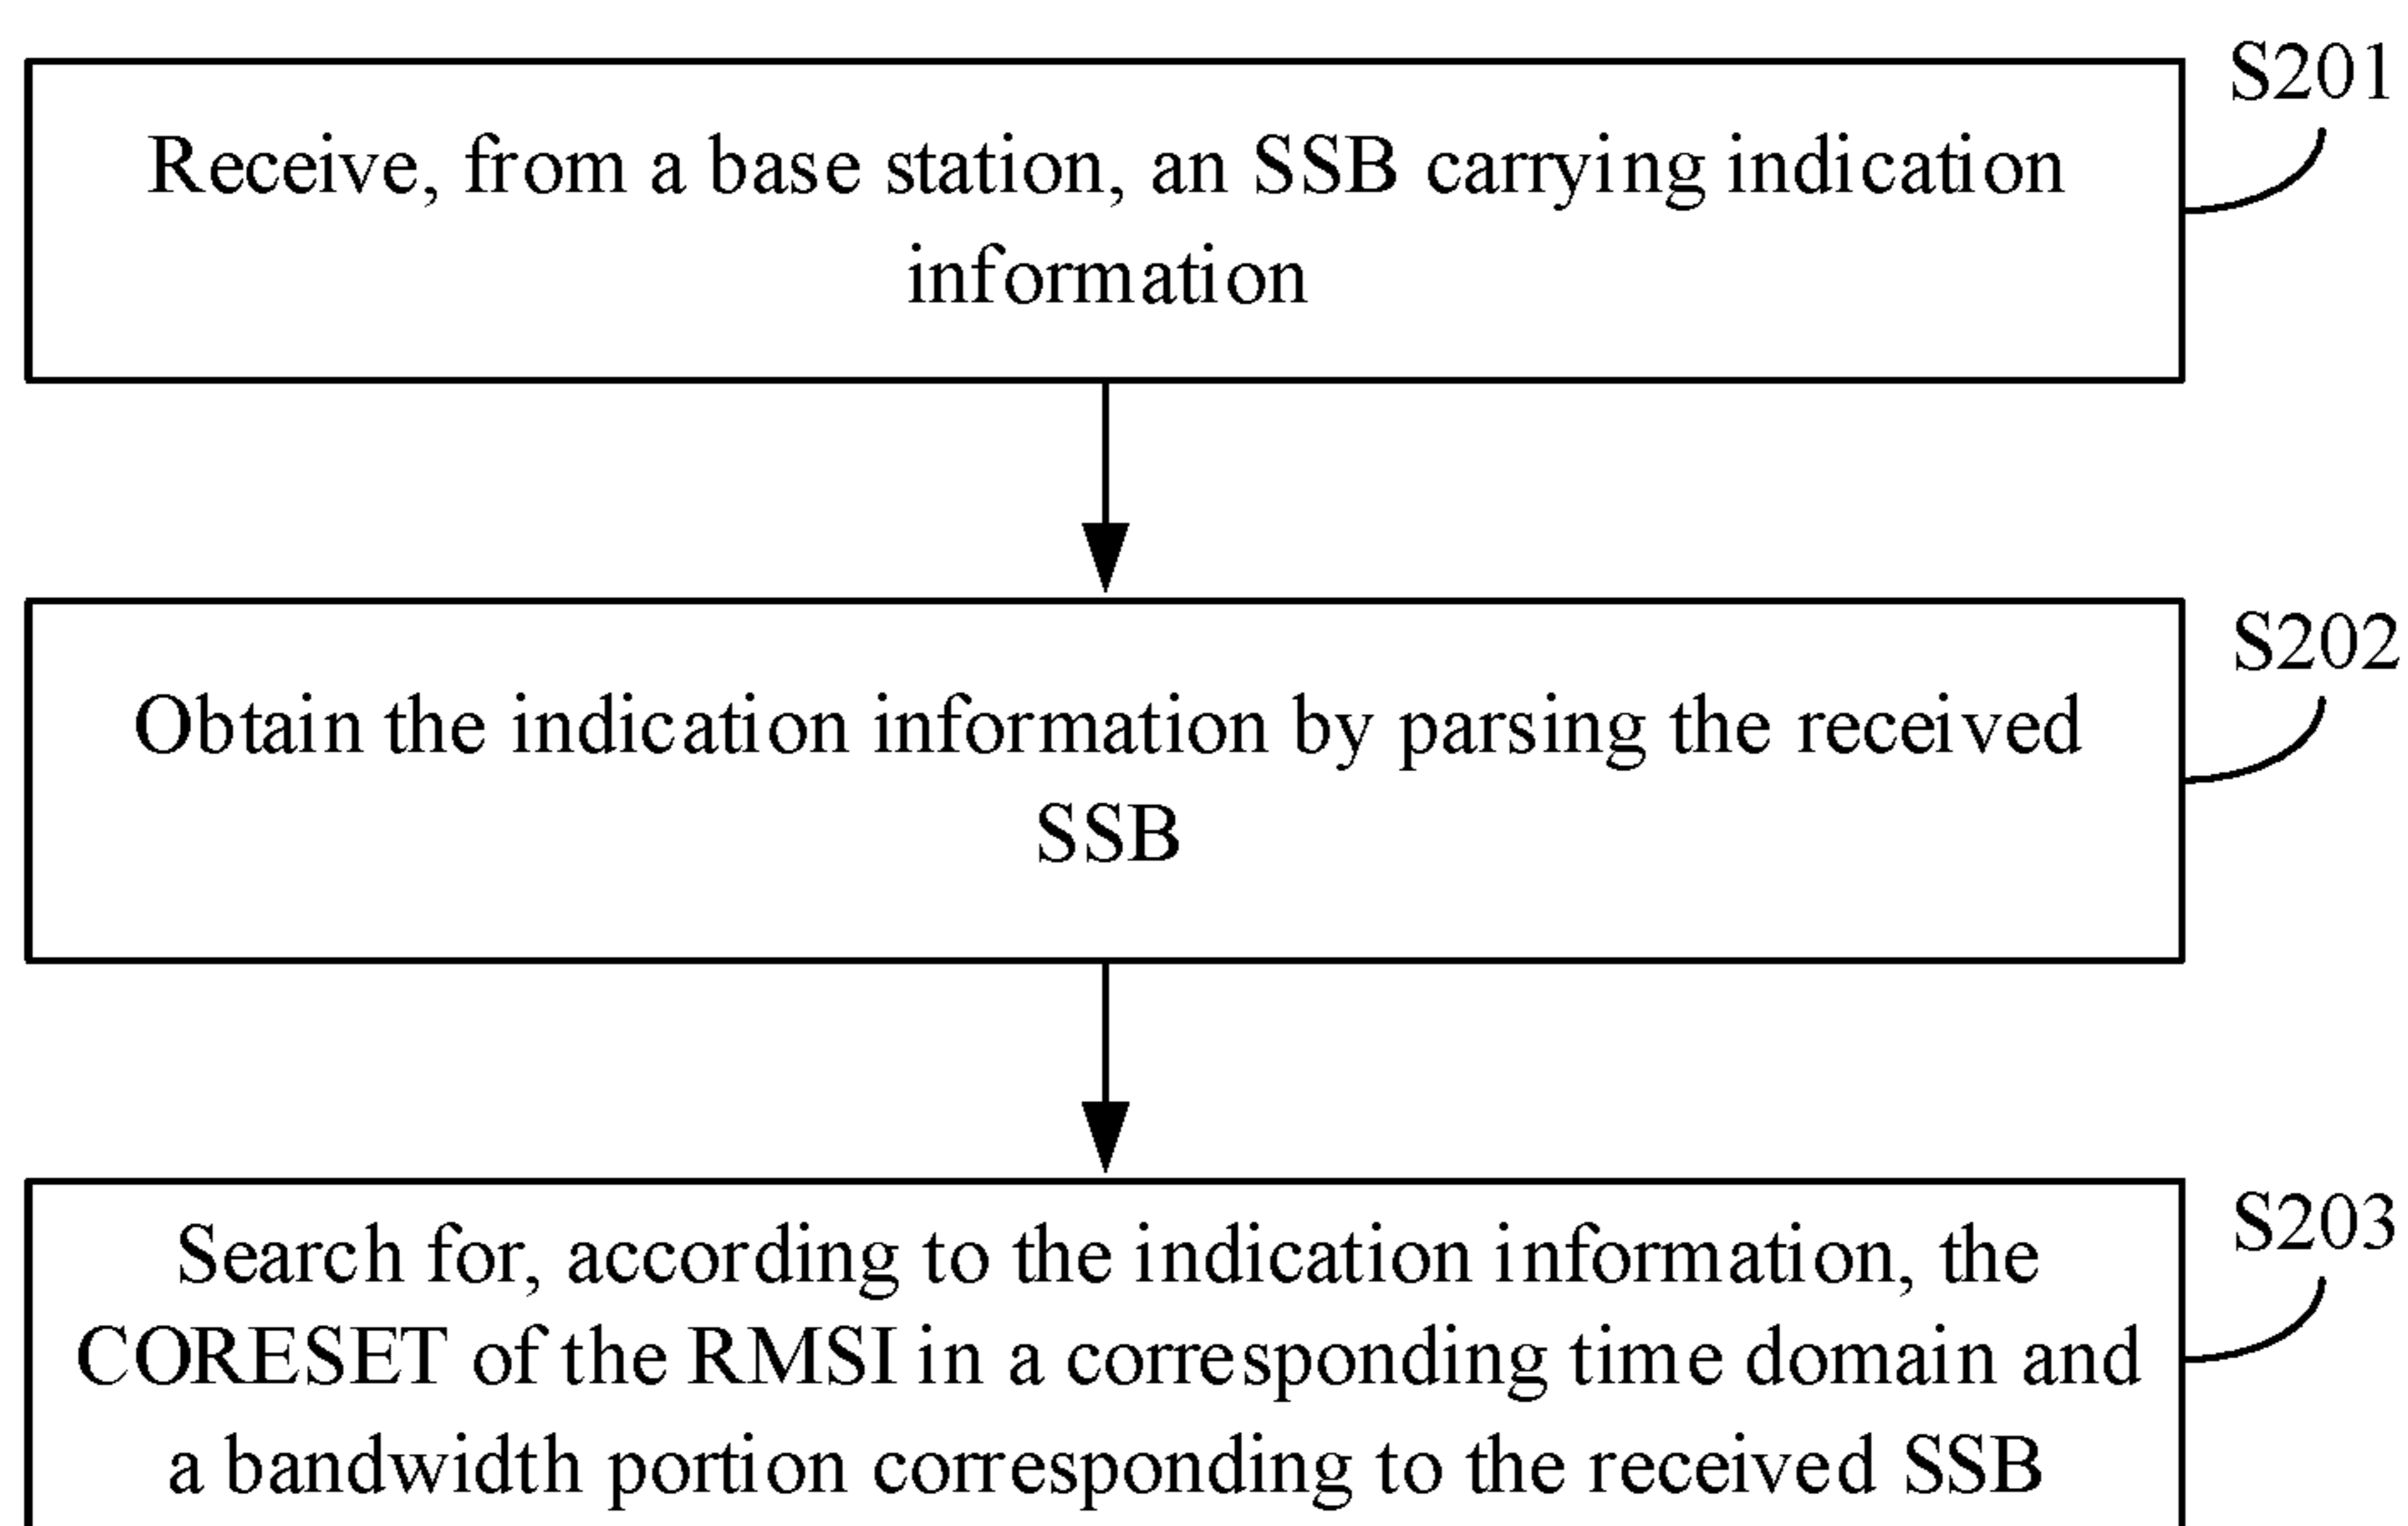 S201
Receive, from a base station, an SSB carrying indication
information
S202
Obtain the indication information by parsing the received
SSB
S203
Search for, according to the indication information, the
CORESET of the RMSI in a corresponding time domain and
a bandwidth portion corresponding to the received SSB